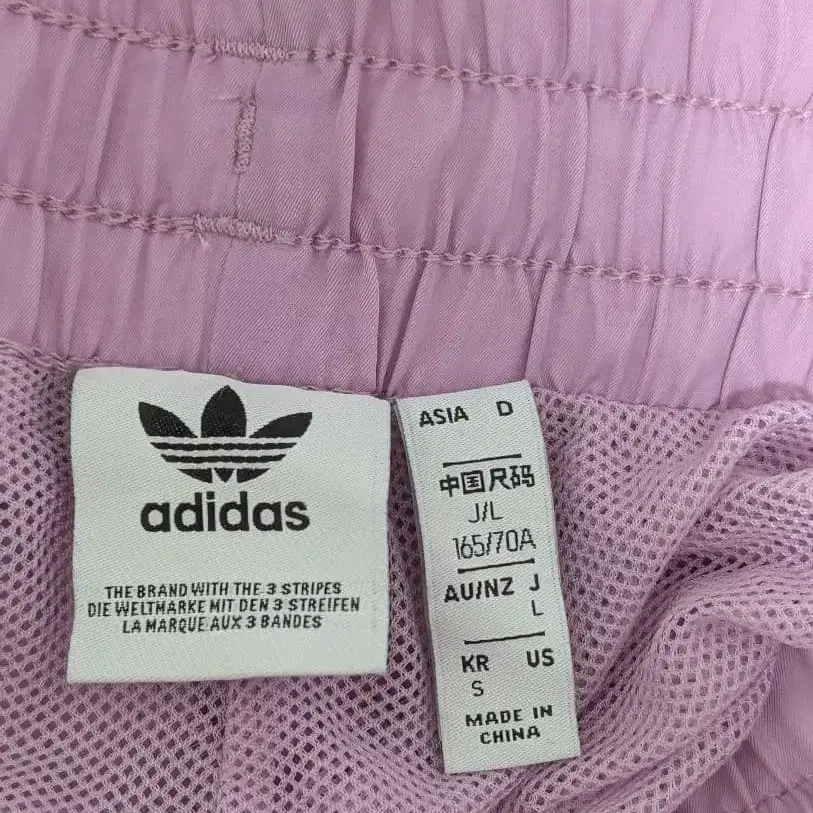 adidas
THE BRAND WITH THE 3 STRIPES
DIE WELTMARKE MIT DEN 3 STREIFEN
LA MARQUE AUX 3 BANDES
ASIA D
中国尺码
J/L
165/70A
AU/NZ J
L
KR US
S
MADE IN
CHINA